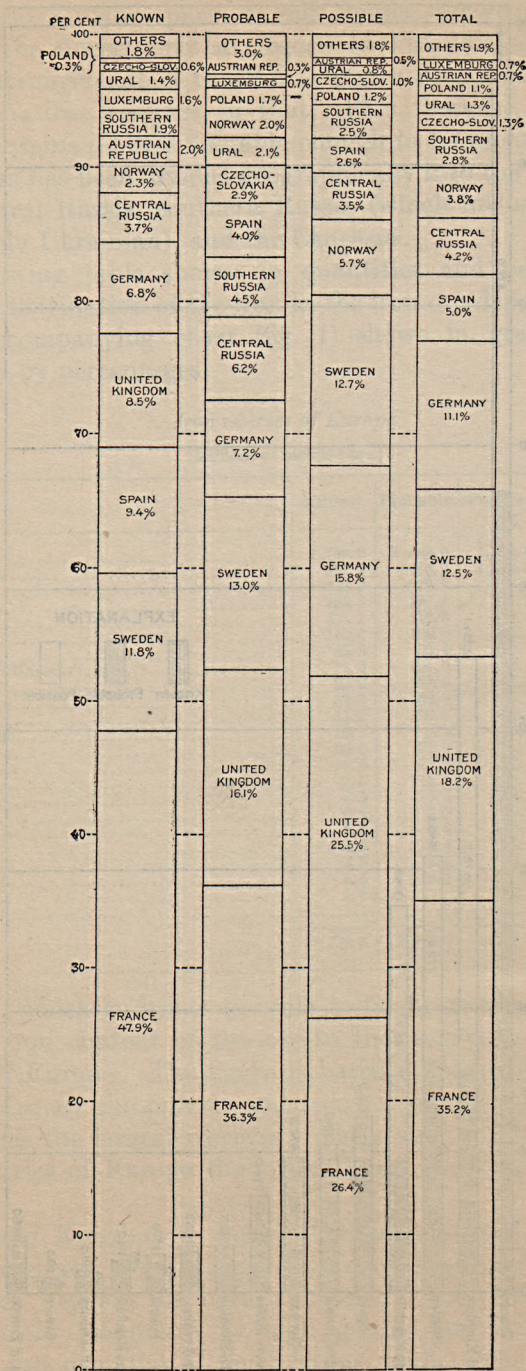 PER CENT
KNOWN
PROBABLE
POSSIBLE
TOTAL
100
90
80
70
60
50
40
30
20
10
0
OTHERS
1.8%
POLAND
0.3%
CZECHO-SLOV.
0.6%
URAL 1.4%
LUXEMBURG
1.6%
SOUTHERN
RUSSIA 1.9%
AUSTRIAN
REPUBLIC
2.0%
NORWAY
2.3%
CENTRAL
RUSSIA
3.7%
GERMANY
6.8%
UNITED
KINGDOM
8.5%
SPAIN
9.4%
SWEDEN
11.8%
FRANCE
47.9%
OTHERS
3.0%
AUSTRIAN REP.
0.3%
LUXEMBURG
0.7%
POLAND 1.7%
NORWAY 2.0%
URAL 2.1%
CZECHO-
SLOVAKIA
2.9%
SPAIN
4.0%
SOUTHERN
RUSSIA
4.5%
CENTRAL
RUSSIA
6.2%
GERMANY
7.2%
SWEDEN
13.0%
UNITED
KINGDOM
16.1%
FRANCE.
36.3%
OTHERS 1.8%
AUSTRIAN REP.
0.5%
URAL 0.8%
CZECHO-SLOV.
1.0%
POLAND 1.2%
SOUTHERN
RUSSIA
2.5%
SPAIN
2.6%
CENTRAL
RUSSIA
3.5%
NORWAY
5.7%
SWEDEN
12.7%
GERMANY
15.8%
UNITED
KINGDOM
25.5%
FRANCE
26.4%
OTHERS 1.9%
LUXEMBURG
0.7%
AUSTRIAN REP.
0.7%
POLAND 1.1%
URAL 1.3%
CZECHO-SLOV.
1.3%
SOUTHERN
RUSSIA
2.8%
NORWAY
3.8%
CENTRAL
RUSSIA
4.2%
SPAIN
5.0%
GERMANY
11.1%
SWEDEN
12.5%
UNITED
KINGDOM
18.2%
FRANCE
35.2%
EXPLANATION